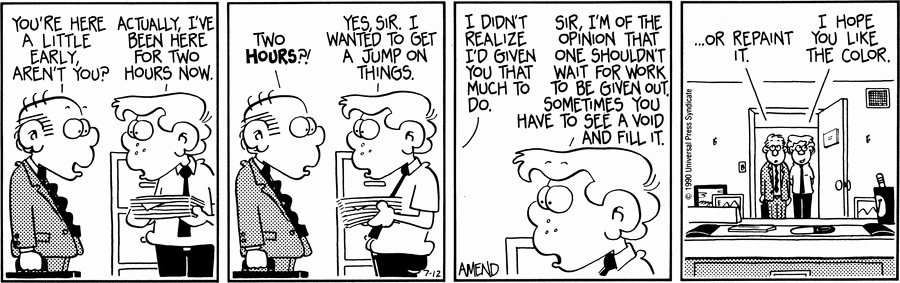 YOU'RE HERE
A LITTLE
EARLY,
AREN'T YOU?
ACTUALLY, I'VE
BEEN HERE
FOR TWO
HOURS NOW.
TWO
HOURS?!
YES, SIR. I
WANTED TO GET
A JUMP ON
THINGS.
7-12
I DIDN'T
REALIZE
I'D GIVEN
YOU THAT
MUCH TO
DO.
SIR, I'M OF THE
OPINION THAT
ONE SHOULDN'T
WAIT FOR WORK
TO BE GIVEN OUT.
SOMETIMES YOU
HAVE TO SEE A VOID
AND FILL IT.
AMEND
...OR REPAINT
IT.
I HOPE
YOU LIKE
THE COLOR.
© 1990 Universal Press Syndicate